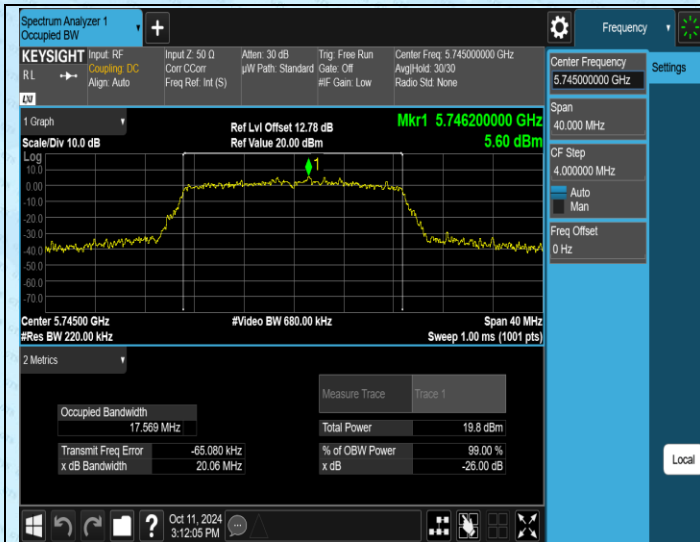 Spectrum Analyzer 1
Occupied BW
Frequency
KEYSIGHT
R L
LXI
Input: RF
Coupling: DC
Align: Auto
Input Z: 50 Ω
Corr CCorr
Freq Ref: Int (S)
Atten: 30 dB
µW Path: Standard
Trig: Free Run
Gate: Off
#IF Gain: Low
Center Freq: 5.745000000 GHz
Avg|Hold: 30/30
Radio Std: None
Center Frequency
5.745000000 GHz
Settings
Span
40.000 MHz
CF Step
4.000000 MHz
Auto
Man
Freq Offset
0 Hz
1 Graph
Scale/Div 10.0 dB
Ref Lvl Offset 12.78 dB
Ref Value 20.00 dBm
Mkr1 5.746200000 GHz
5.60 dBm
Log
10.0
0.00
-10.0
-20.0
-30.0
-40.0
-50.0
-60.0
-70.0
1
Center 5.74500 GHz
#Res BW 220.00 kHz
#Video BW 680.00 kHz
Span 40 MHz
Sweep 1.00 ms (1001 pts)
2 Metrics
Measure Trace Trace 1
Occupied Bandwidth
17.569 MHz
Total Power 19.8 dBm
Transmit Freq Error -65.080 kHz
% of OBW Power 99.00 %
x dB Bandwidth 20.06 MHz
x dB -26.00 dB
Local
Oct 11, 2024
3:12:05 PM